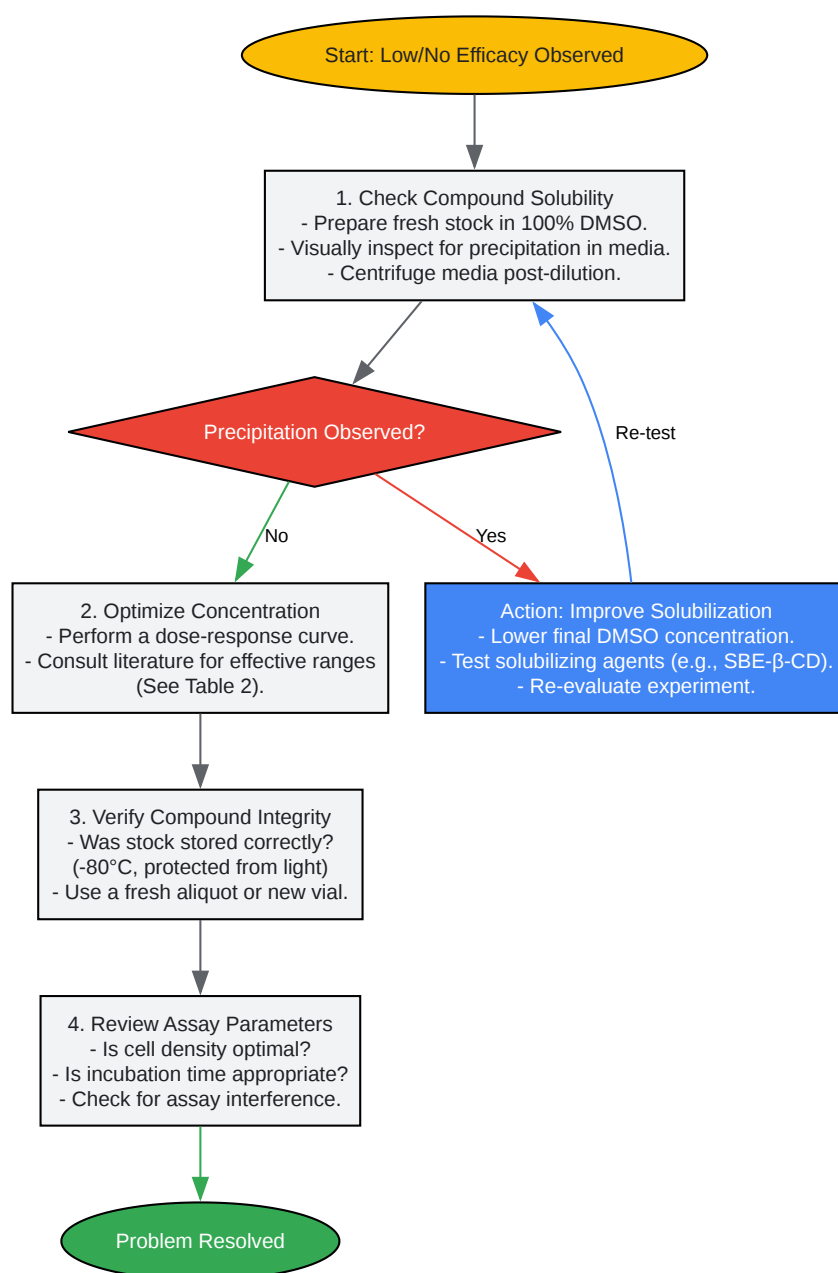 Start: Low/No Efficacy Observed
1. Check Compound Solubility
- Prepare fresh stock in 100% DMSO.
- Visually inspect for precipitation in media.
- Centrifuge media post-dilution.
Precipitation Observed?
Re-test
No
Yes
2. Optimize Concentration
- Perform a dose-response curve.
- Consult literature for effective ranges
(See Table 2).
Action: Improve Solubilization
- Lower final DMSO concentration.
- Test solubilizing agents (e.g., SBE-β-CD).
- Re-evaluate experiment.
3. Verify Compound Integrity
- Was stock stored correctly?
(-80°C, protected from light)
- Use a fresh aliquot or new vial.
4. Review Assay Parameters
- Is cell density optimal?
- Is incubation time appropriate?
- Check for assay interference.
Problem Resolved